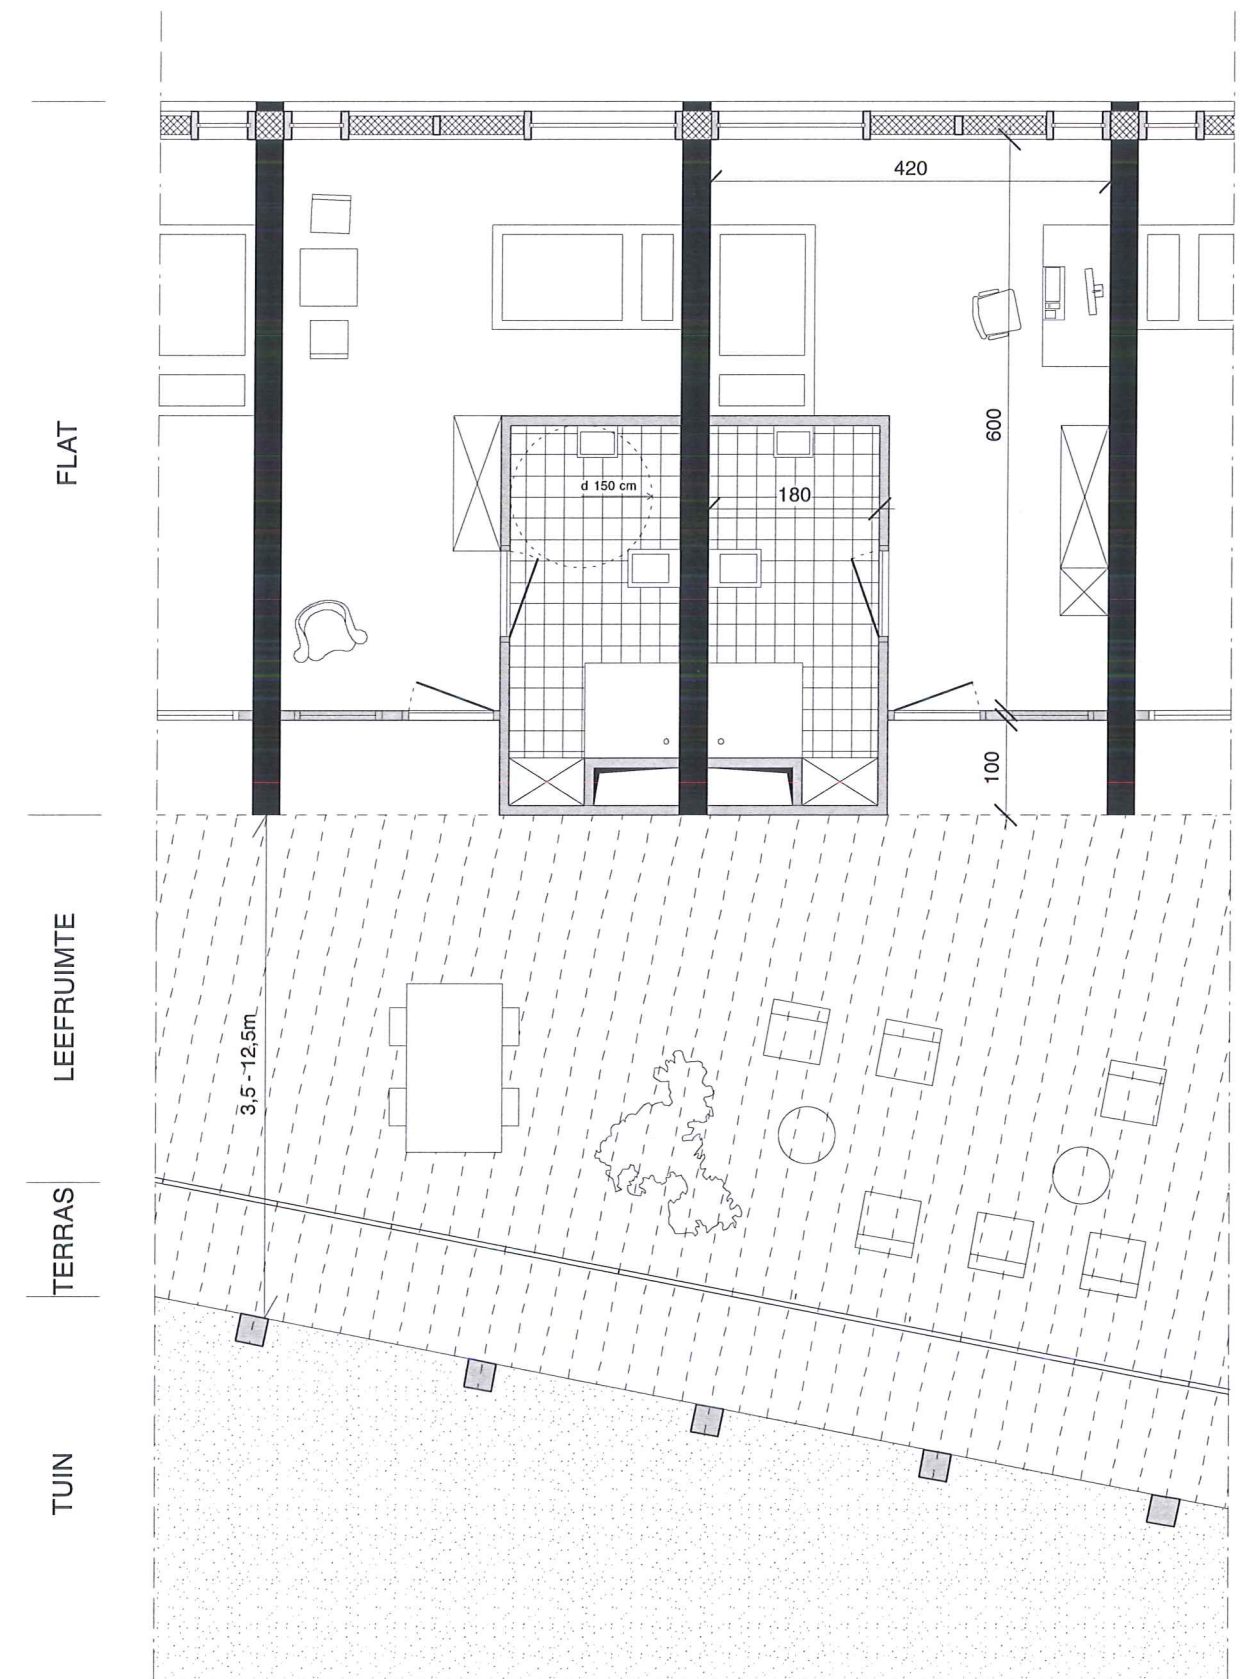 FLAT
420
600
d 150 cm
180
100
LEEFRUIMTE
3,5 - 12,5m
TERRAS
TUIN